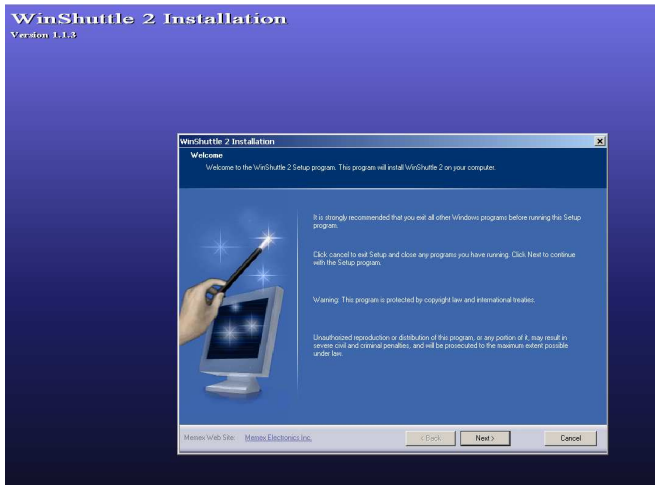 WinShuttle 2 Installation
Version 1.1.3
WinShuttle 2 Installation
Welcome
Welcome to the WinShuttle 2 Setup program. This program will install WinShuttle 2 on your computer.
It is strongly recommended that you exit all other Windows programs before running this Setup
program.
Click cancel to exit Setup and close any programs you have running. Click Next to continue
with the Setup program.
Warning: This program is protected by copyright law and international treaties.
Unauthorized reproduction or distribution of this program, or any portion of it, may result in
severe civil and criminal penalties, and will be prosecuted to the maximum extent possible
under law.
Memex Web Site: Memex Electronics Inc. < Back Next > Cancel